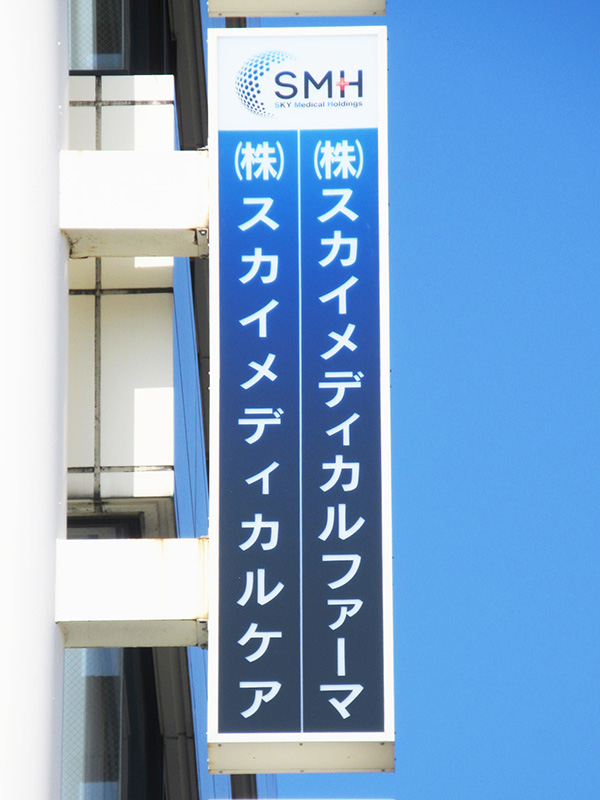 SMH
SKY Medical Holdings
(株)スカイメディカルファーマ
(株)スカイメディカルケア